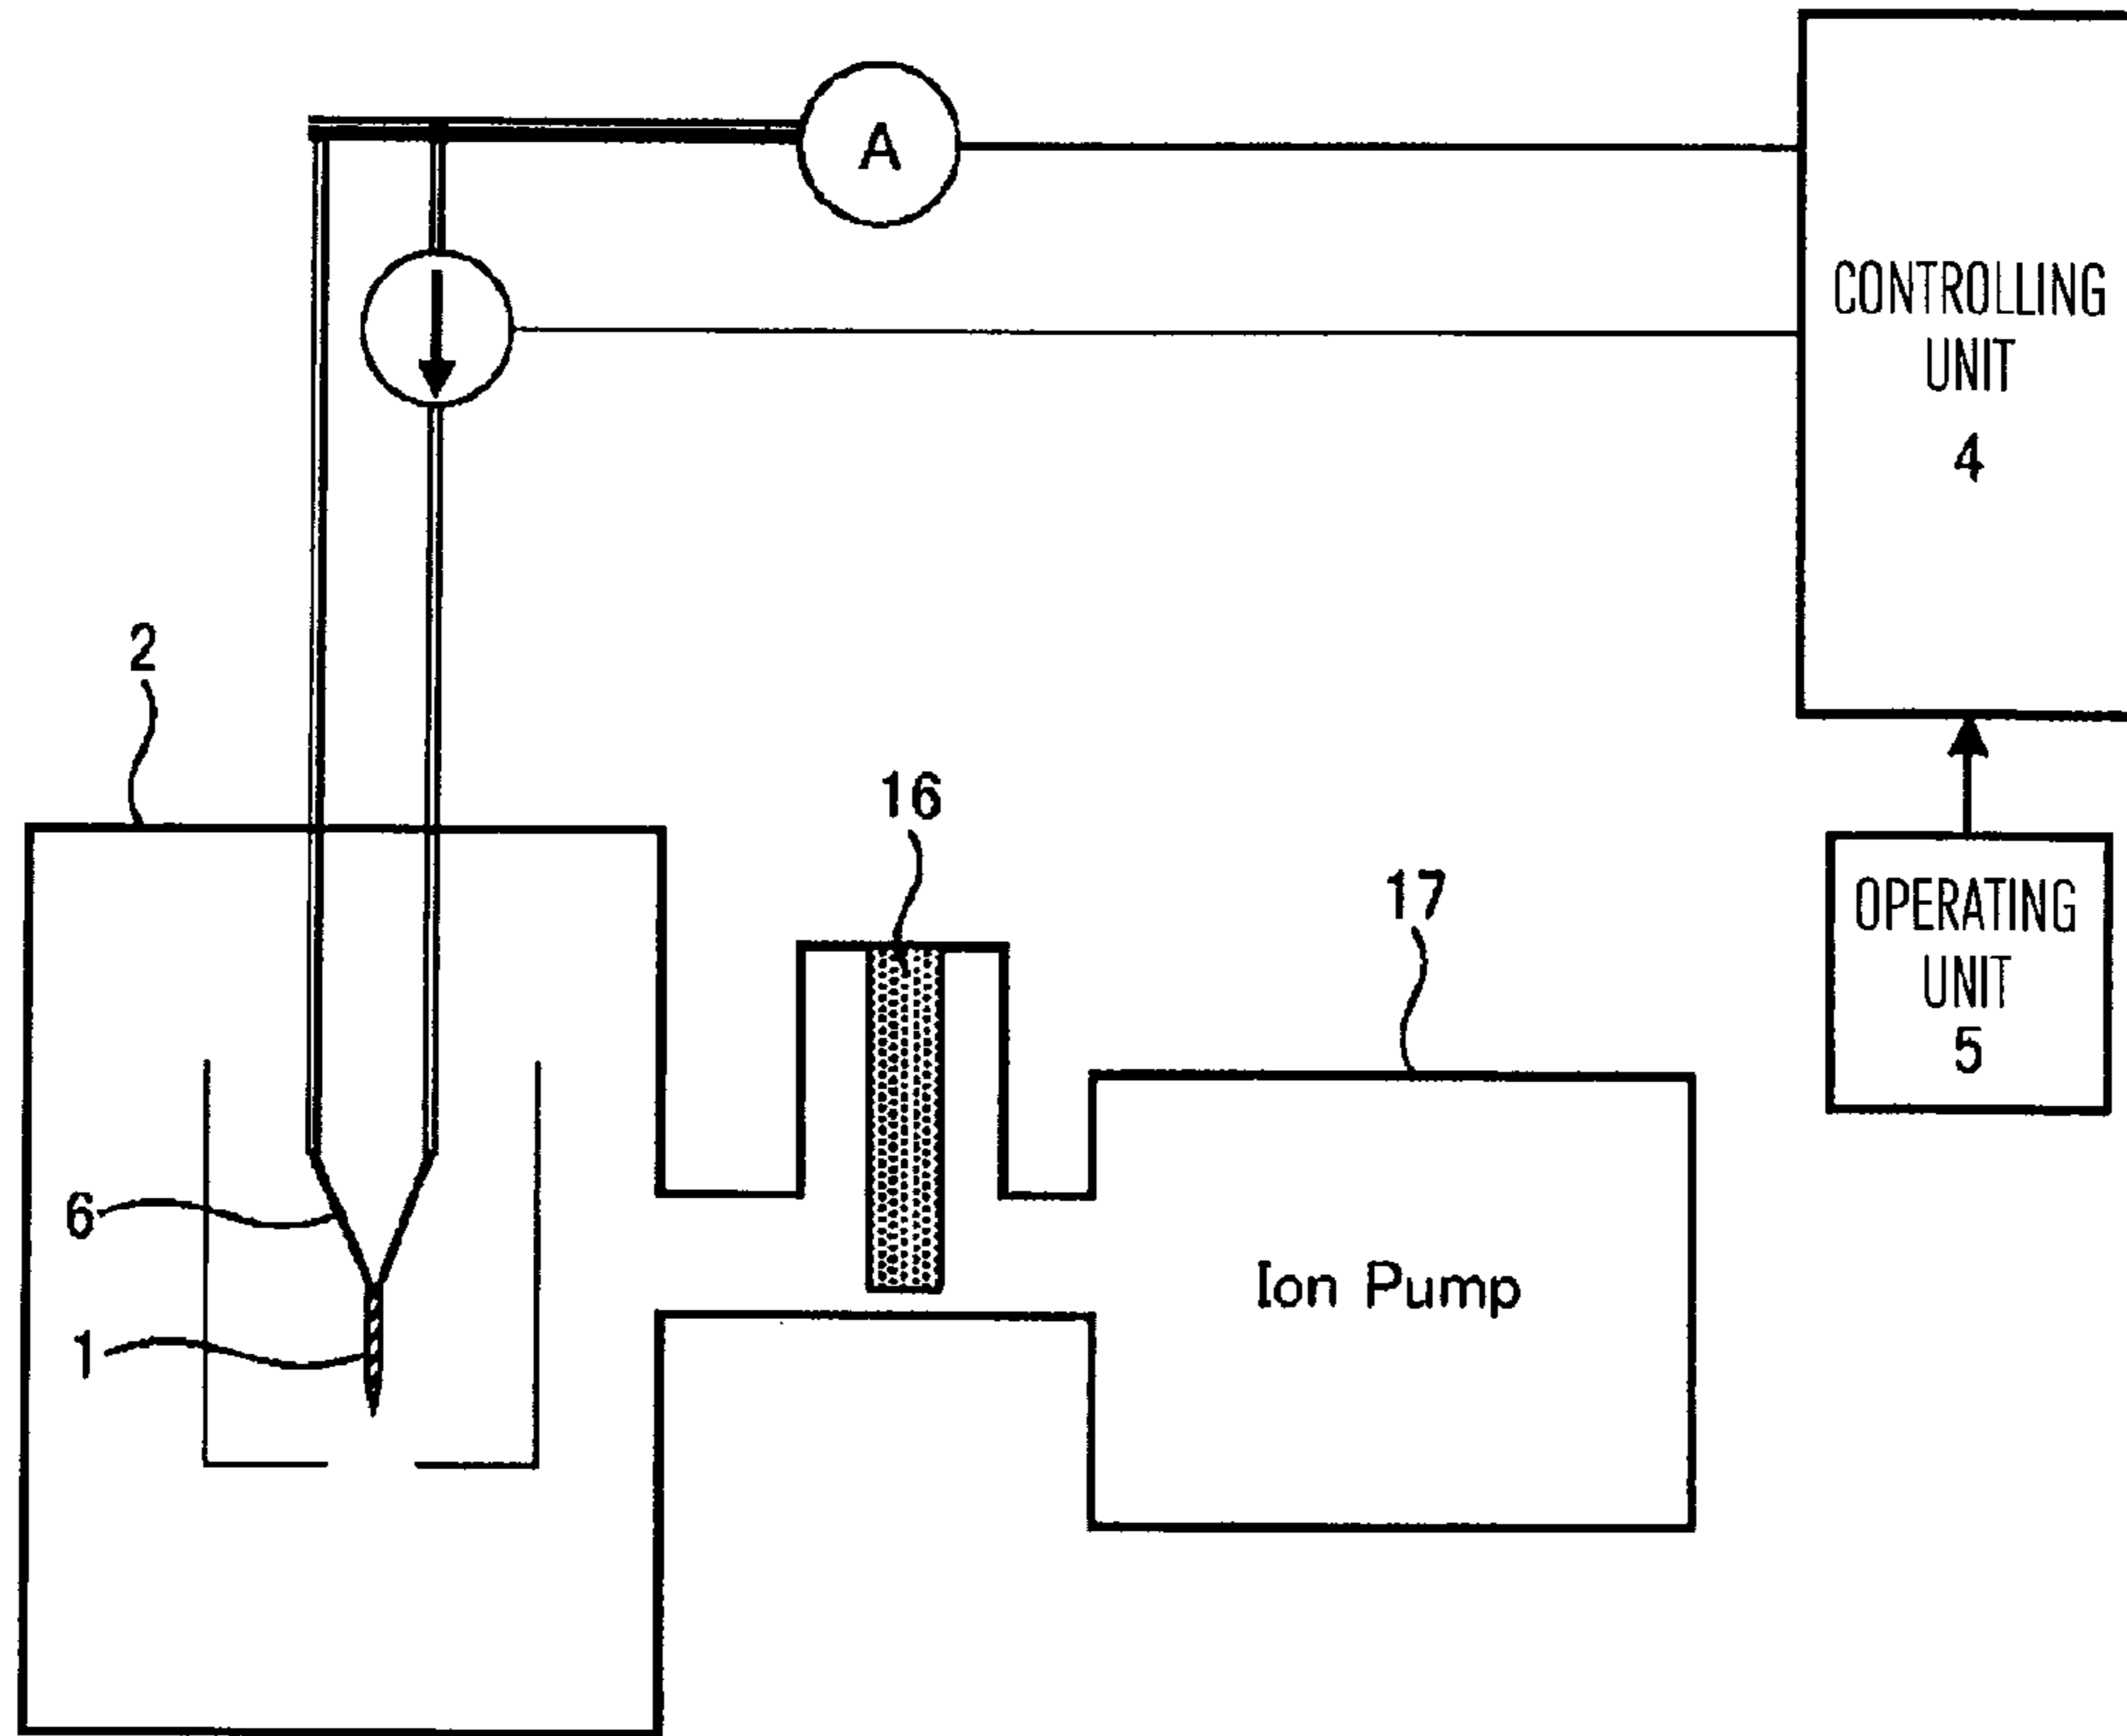 A
CONTROLLING
UNIT
4
2
16
17
OPERATING
UNIT
5
6
Ion Pump
1